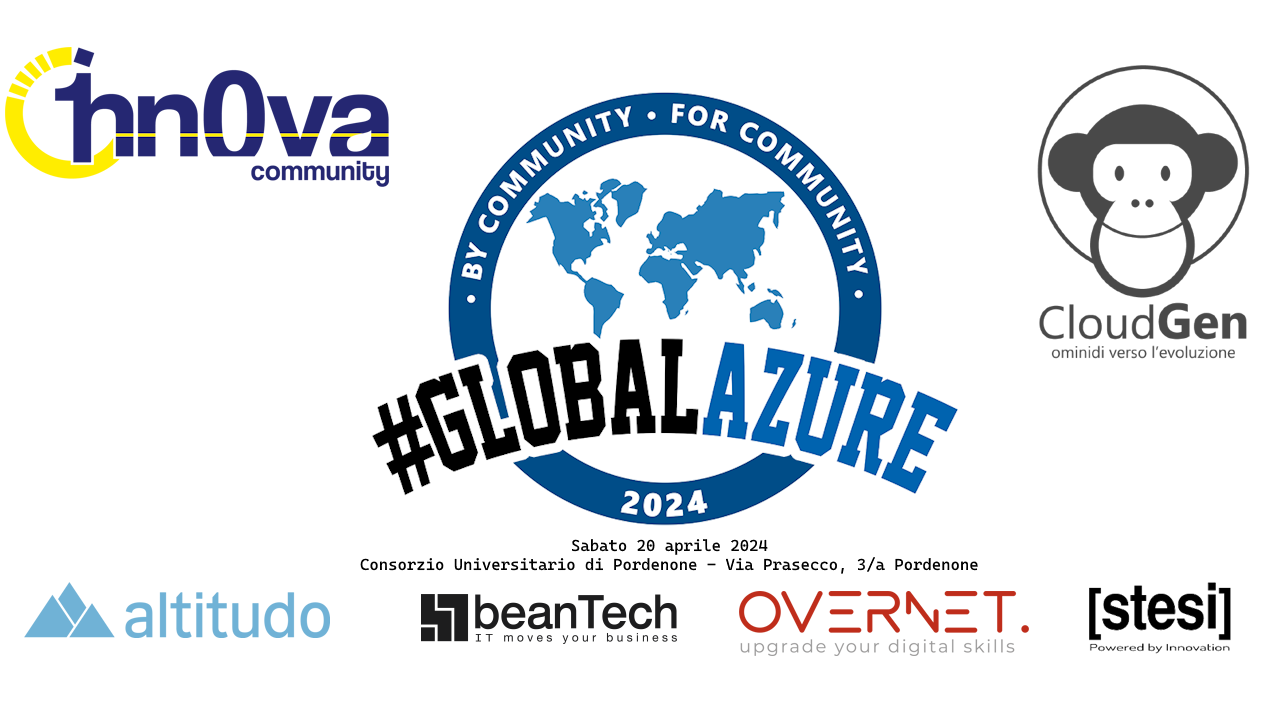 1nn0va
community
• BY COMMUNITY • FOR COMMUNITY •
#GLOBALAZURE
2024
CloudGen
ominidi verso l'evoluzione
Sabato 20 aprile 2024
Consorzio Universitario di Pordenone – Via Prasecco, 3/a Pordenone
altitudo
beanTech
IT moves your business
OVERNET.
upgrade your digital skills
[stesi]
Powered by Innovation